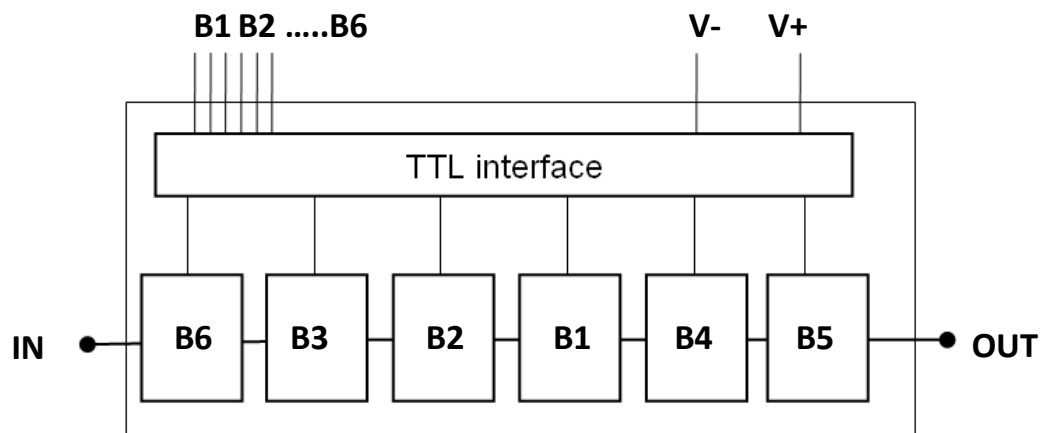 B1 B2 …..B6 V- V+
TTL interface
B6 B3 B2 B1 B4 B5
IN OUT